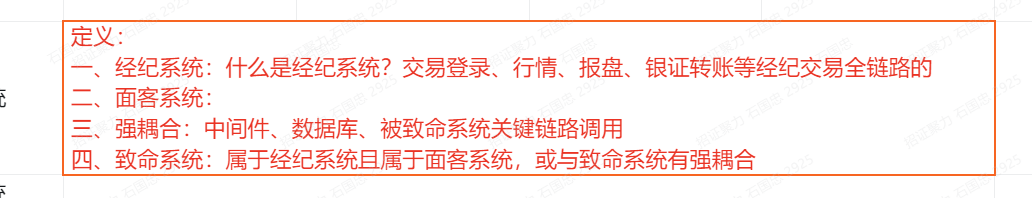 定义：
一、经纪系统：什么是经纪系统？交易登录、行情、报盘、银证转账等经纪交易全链路的
二、面客系统：
三、强耦合：中间件、数据库、被致命系统关键链路调用
四、致命系统：属于经纪系统且属于面客系统，或与致命系统有强耦合